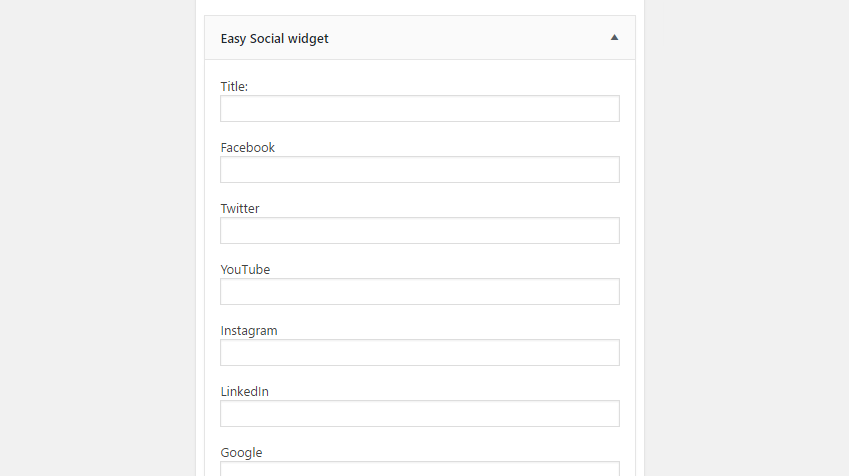 Easy Social widget
Title:
Facebook
Twitter
YouTube
Instagram
LinkedIn
Google